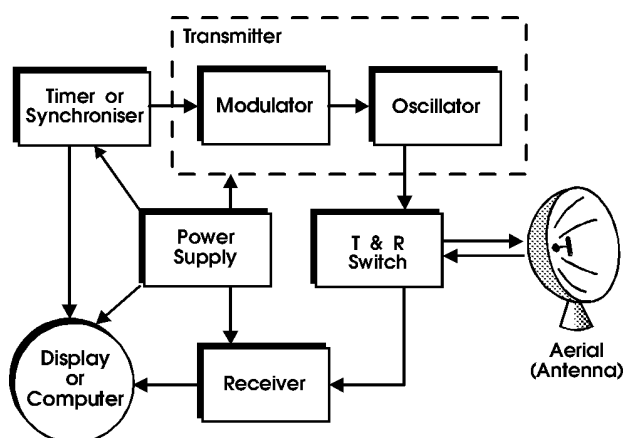 Transmitter
Timer or
Synchroniser
Modulator
Oscillator
Power
Supply
T & R
Switch
Aerial
(Antenna)
Display
or
Computer
Receiver